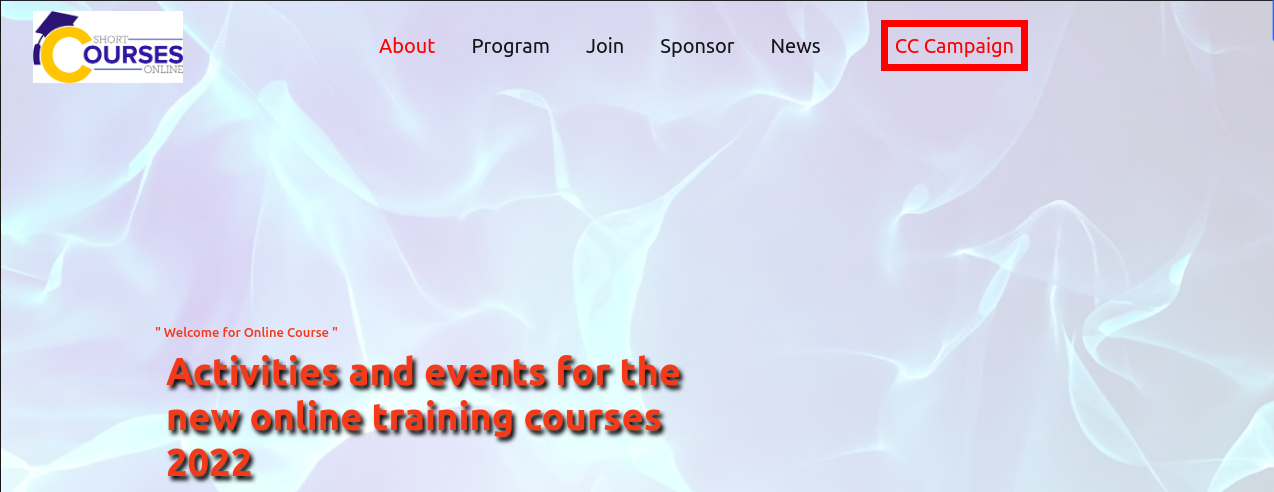 SHORT
COURSES
ONLINE
About Program Join Sponsor News CC Campaign
" Welcome for Online Course "
Activities and events for the
new online training courses
2022